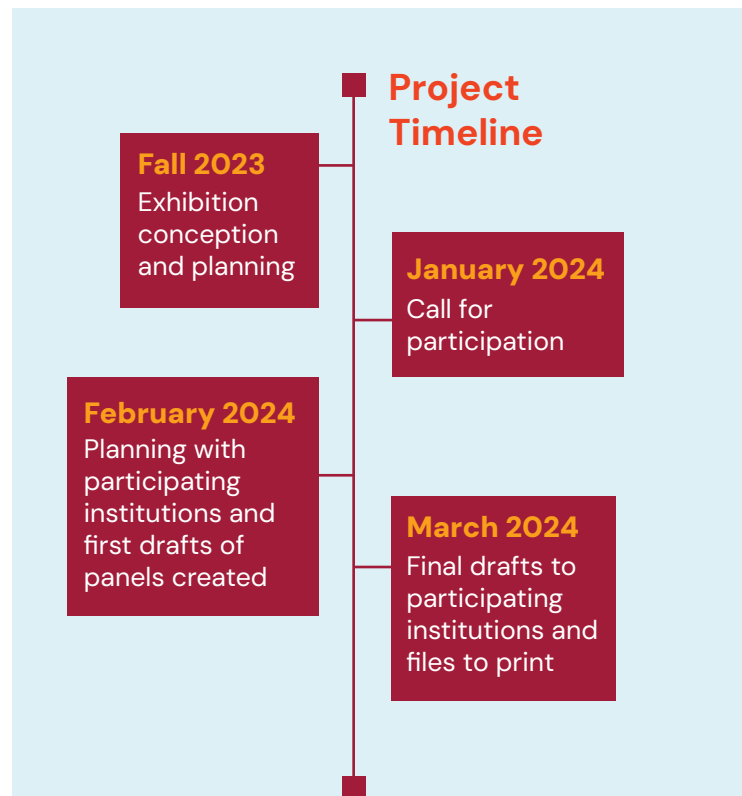 Project
Timeline
Fall 2023
Exhibition
conception
and planning
January 2024
Call for
participation
February 2024
Planning with
participating
institutions and
first drafts of
panels created
March 2024
Final drafts to
participating
institutions and
files to print